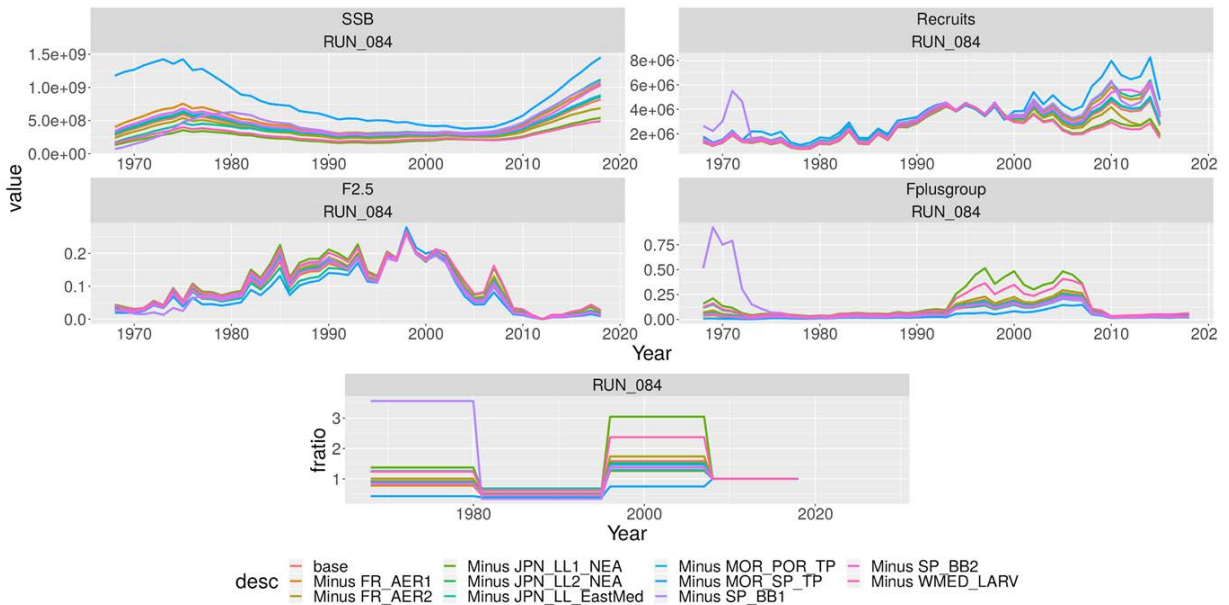 SSB
RUN_084
Recruits
RUN_084
1.5e+09
1.0e+09
5.0e+08
0.0e+00
8e+06
6e+06
4e+06
2e+06
1970 1980 1990 2000 2010 2020
1970 1980 1990 2000 2010 202
value
F2.5
RUN_084
Fplusgroup
RUN_084
0.2
0.1
0.0
0.75
0.50
0.25
0.00
1970 1980 1990 2000 2010 2020
1970 1980 1990 2000 2010 202
Year
RUN_084
fratio
3
2
1
1980 2000 2020
Year
desc
base
Minus FR_AER1
Minus FR_AER2
Minus JPN_LL1_NEA
Minus JPN_LL2_NEA
Minus JPN_LL_EastMed
Minus MOR_POR_TP
Minus MOR_SP_TP
Minus SP_BB1
Minus SP_BB2
Minus WMED_LARV